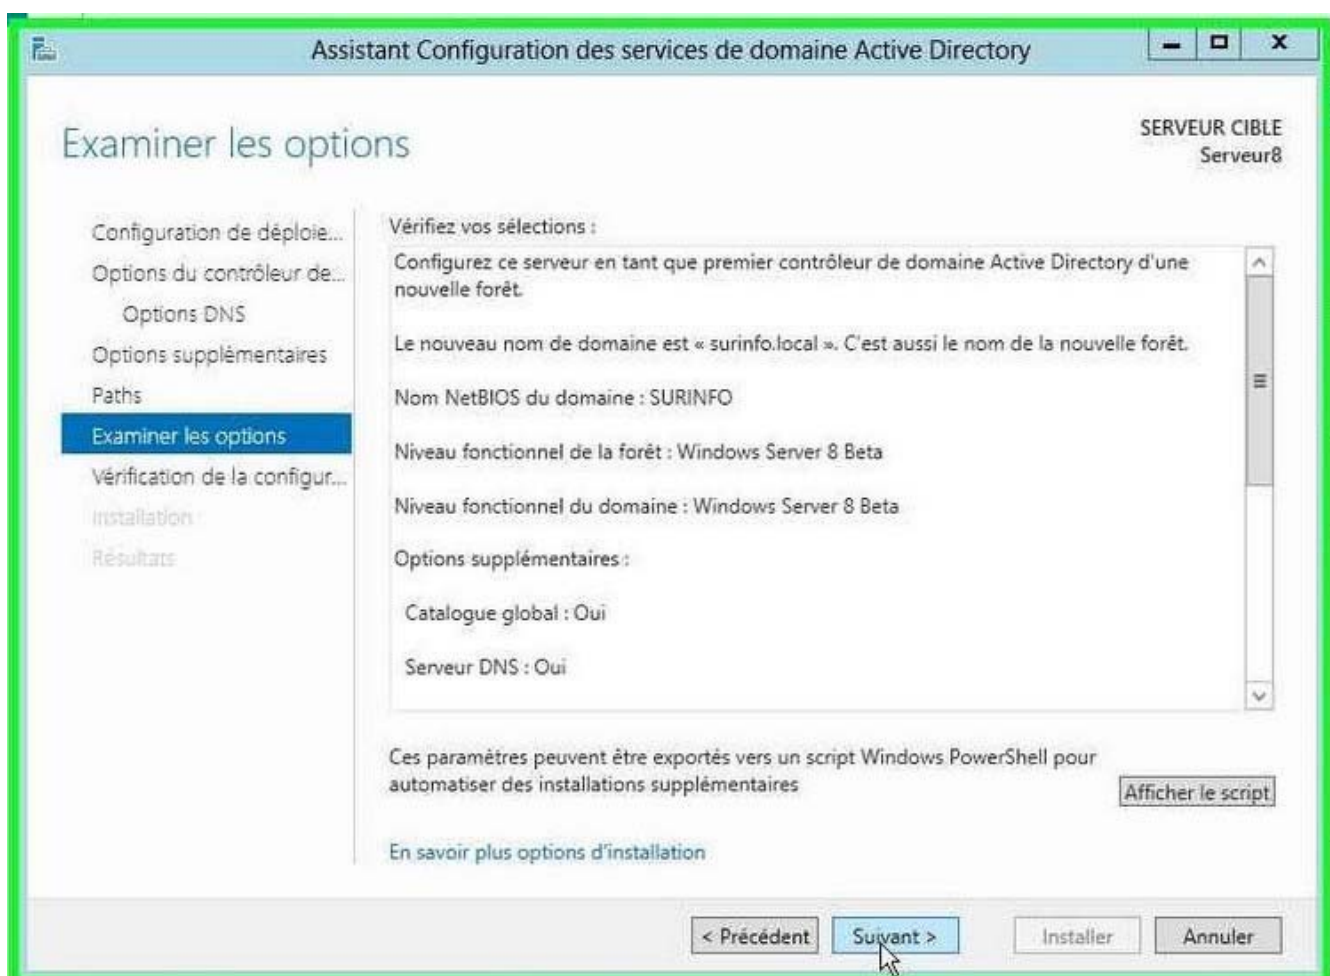 Assistant Configuration des services de domaine Active Directory
Examiner les options
SERVEUR CIBLE
Serveur8
Configuration de déploie...
Options du contrôleur de...
Options DNS
Options supplémentaires
Paths
Examiner les options
Vérification de la configur...
Installation
Résultats
Vérifiez vos sélections :
Configurez ce serveur en tant que premier contrôleur de domaine Active Directory d'une
nouvelle forêt.
Le nouveau nom de domaine est « surinfo.local ». C'est aussi le nom de la nouvelle forêt.
Nom NetBIOS du domaine : SURINFO
Niveau fonctionnel de la forêt : Windows Server 8 Beta
Niveau fonctionnel du domaine : Windows Server 8 Beta
Options supplémentaires :
Catalogue global : Oui
Serveur DNS : Oui
Ces paramètres peuvent être exportés vers un script Windows PowerShell pour
automatiser des installations supplémentaires
Afficher le script
En savoir plus options d'installation
< Précédent
Suivant >
Installer
Annuler